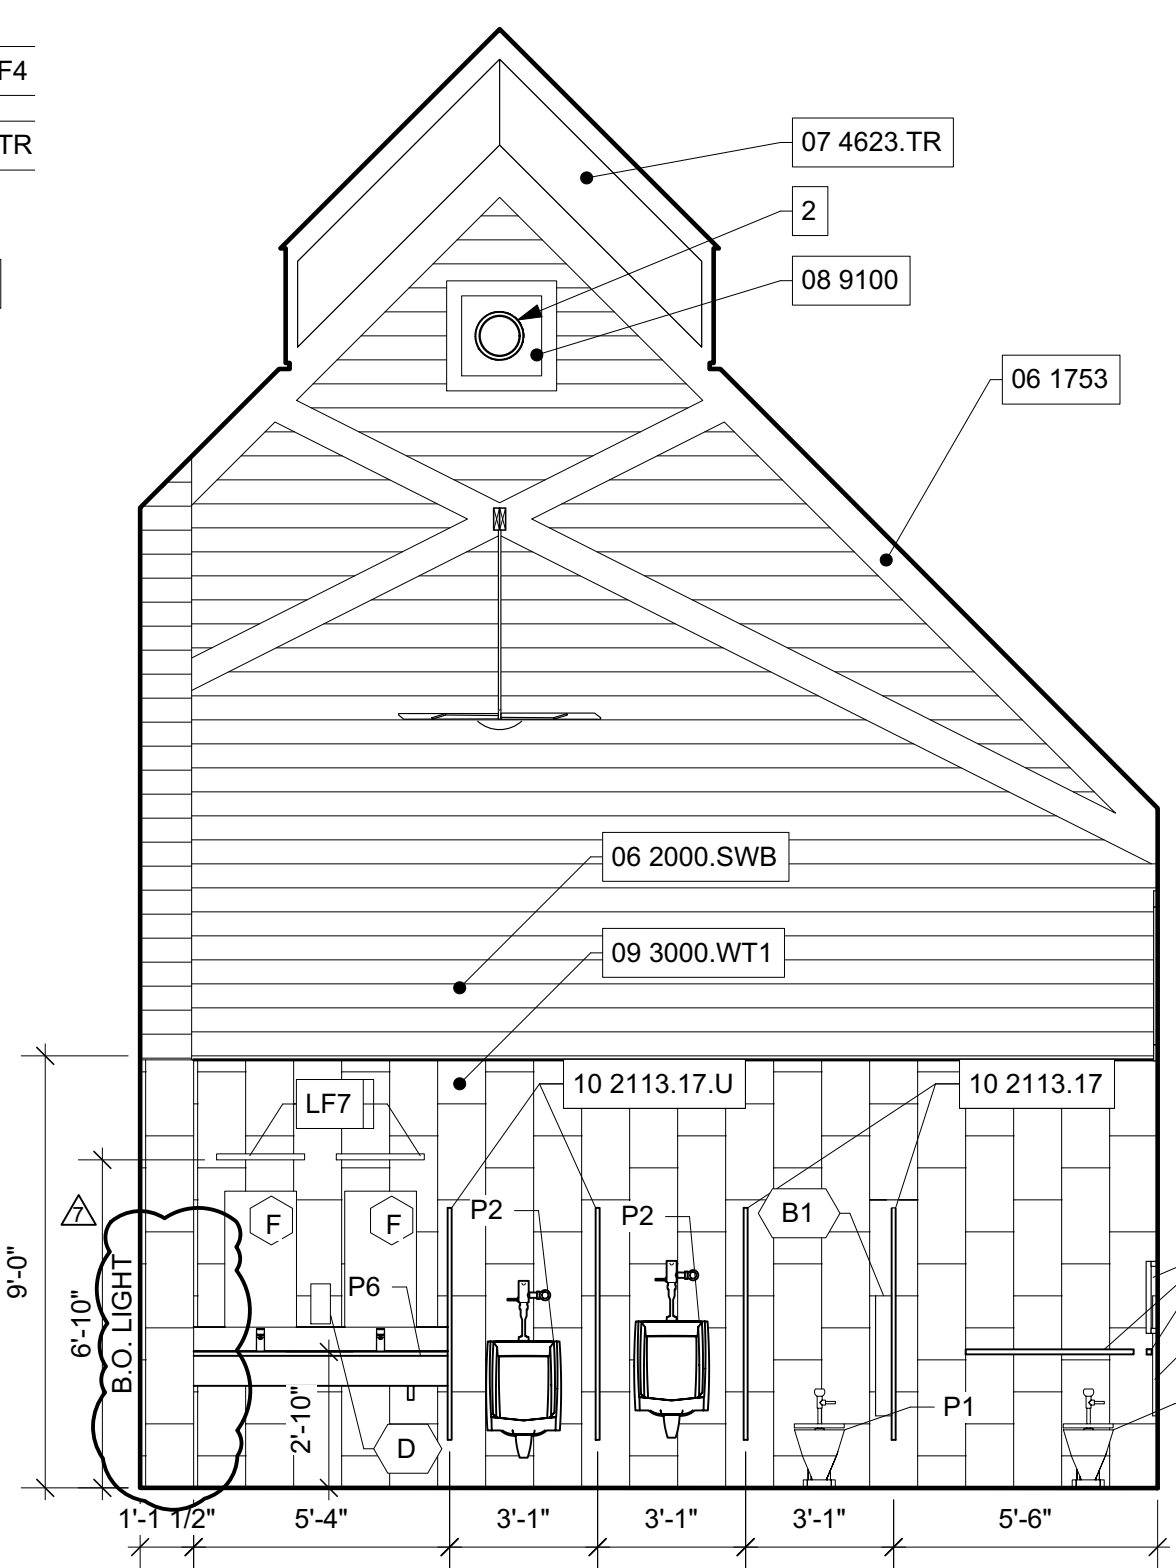 F4
TR
07 4623.TR
2
08 9100
06 1753
06 2000.SWB
09 3000.WT1
10 2113.17.U
10 2113.17
LF7
F
F
P2
P2
B1
7
P6
9'-0"
6'-10"
B.O. LIGHT
2'-10"
D
P1
1'-1 1/2"
5'-4"
3'-1"
3'-1"
3'-1"
5'-6"